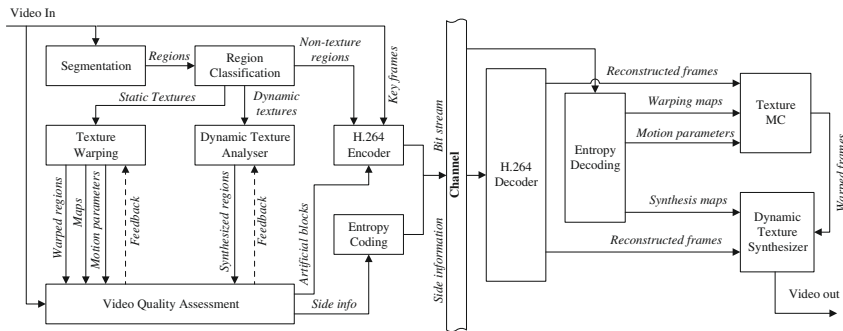 Video In
Segmentation
Regions
Region
Classification
Non-texture
regions
Key frames
Static Textures
Dynamic
textures
Texture
Warping
Dynamic Texture
Analyser
H.264
Encoder
Warped regions
Maps
Motion parameters
Feedback
Synthesized regions
Feedback
Artificial blocks
Entropy
Coding
Video Quality Assessment
Side info
Bit stream
Channel
Side information
H.264
Decoder
Entropy
Decoding
Reconstructed frames
Warping maps
Motion parameters
Texture
MC
Warped frames
Synthesis maps
Reconstructed frames
Dynamic
Texture
Synthesizer
Video out